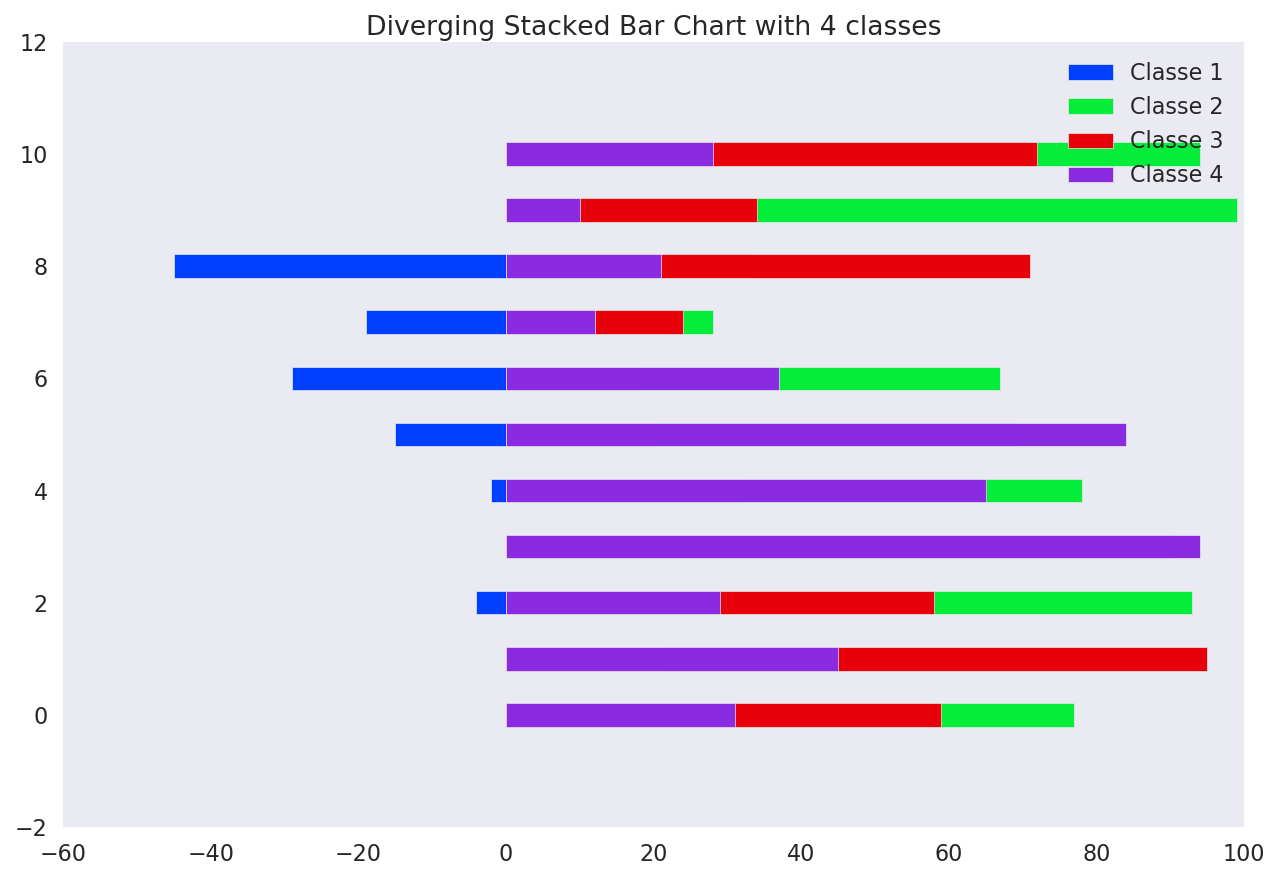 Diverging Stacked Bar Chart with 4 classes
12
Classe 1
Classe 2
Classe 3
10
Classe 4
8
6
4
2
0
−2
−60 −40 −20 0 20 40 60 80 100